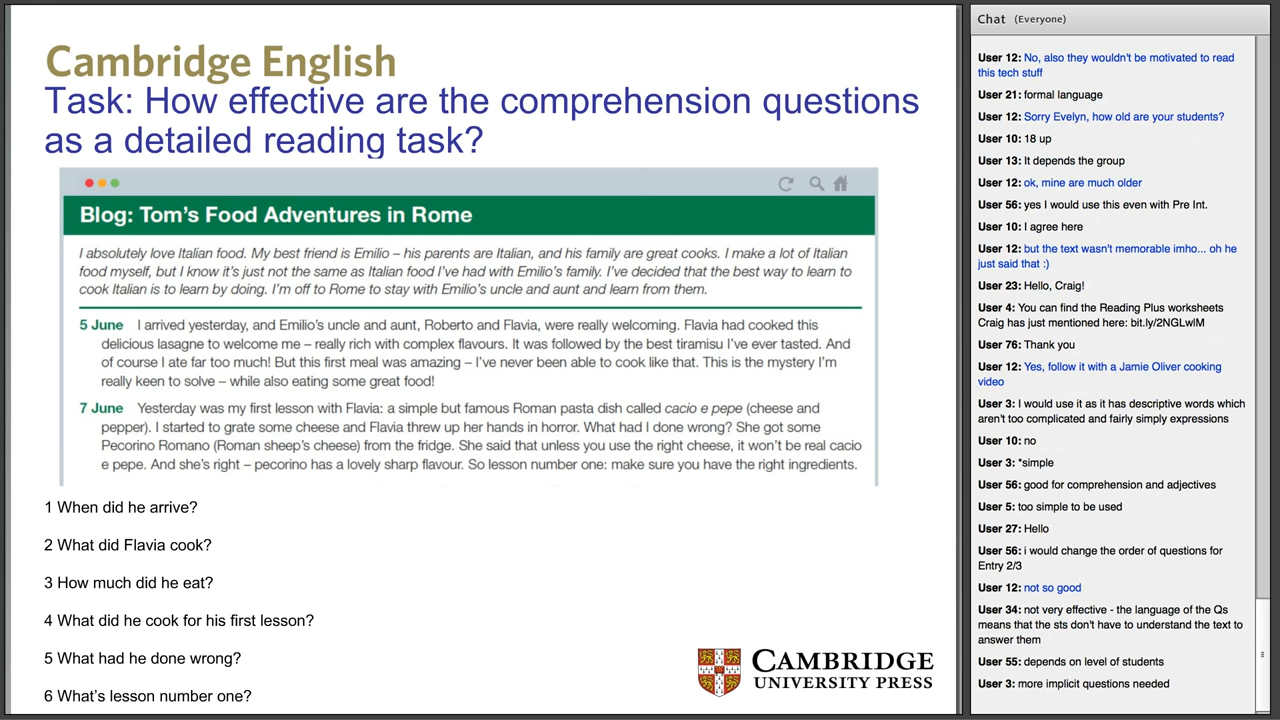 Cambridge English
Task: How effective are the comprehension questions
as a detailed reading task?
Blog: Tom's Food Adventures in Rome
I absolutely love Italian food. My best friend is Emilio – his parents are Italian, and his family are great cooks. I make a lot of Italian
food myself, but I know it's just not the same as Italian food I've had with Emilio's family. I've decided that the best way to learn to
cook Italian is to learn by doing. I'm off to Rome to stay with Emilio's uncle and aunt and learn from them.
5 June I arrived yesterday, and Emilio's uncle and aunt, Roberto and Flavia, were really welcoming. Flavia had cooked this
delicious lasagne to welcome me – really rich with complex flavours. It was followed by the best tiramisu I've ever tasted. And
of course I ate far too much! But this first meal was amazing – I've never been able to cook like that. This is the mystery I'm
really keen to solve – while also eating some great food!
7 June Yesterday was my first lesson with Flavia: a simple but famous Roman pasta dish called cacio e pepe (cheese and
pepper). I started to grate some cheese and Flavia threw up her hands in horror. What had I done wrong? She got some
Pecorino Romano (Roman sheep's cheese) from the fridge. She said that unless you use the right cheese, it won't be real cacio
e pepe. And she's right – pecorino has a lovely sharp flavour. So lesson number one: make sure you have the right ingredients.
1 When did he arrive?
2 What did Flavia cook?
3 How much did he eat?
4 What did he cook for his first lesson?
5 What had he done wrong?
6 What's lesson number one?
CAMBRIDGE
UNIVERSITY PRESS
Chat (Everyone)
User 12: No, also they wouldn't be motivated to read
this tech stuff
User 21: formal language
User 12: Sorry Evelyn, how old are your students?
User 10: 18 up
User 13: It depends the group
User 12: ok, mine are much older
User 56: yes I would use this even with Pre Int.
User 10: I agree here
User 12: but the text wasn't memorable imho... oh he
just said that :)
User 23: Hello, Craig!
User 4: You can find the Reading Plus worksheets
Craig has just mentioned here: bit.ly/2NGLwlM
User 76: Thank you
User 12: Yes, follow it with a Jamie Oliver cooking
video
User 3: I would use it as it has descriptive words which
aren't too complicated and fairly simply expressions
User 10: no
User 3: *simple
User 56: good for comprehension and adjectives
User 5: too simple to be used
User 27: Hello
User 56: i would change the order of questions for
Entry 2/3
User 12: not so good
User 34: not very effective - the language of the Qs
means that the sts don't have to understand the text to
answer them
User 55: depends on level of students
User 3: more implicit questions needed